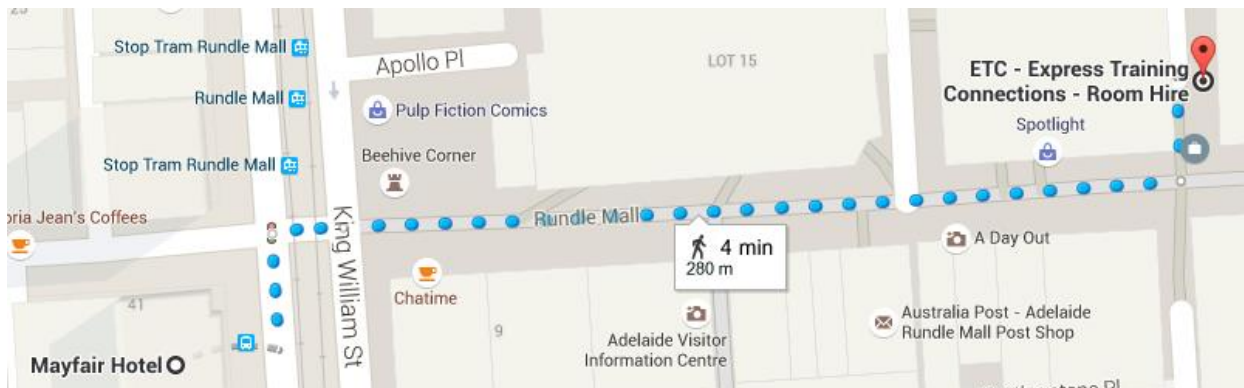 25
Stop Tram Rundle Mall
Apollo Pl
LOT 15
ETC - Express Training
Connections - Room Hire
Rundle Mall
Pulp Fiction Comics
Spotlight
Stop Tram Rundle Mall
Beehive Corner
oria Jean's Coffees
King William St
Rundle Mall
4 min
280 m
A Day Out
Chatime
41
9
Australia Post - Adelaide
Rundle Mall Post Shop
Adelaide Visitor
Information Centre
Mayfair Hotel